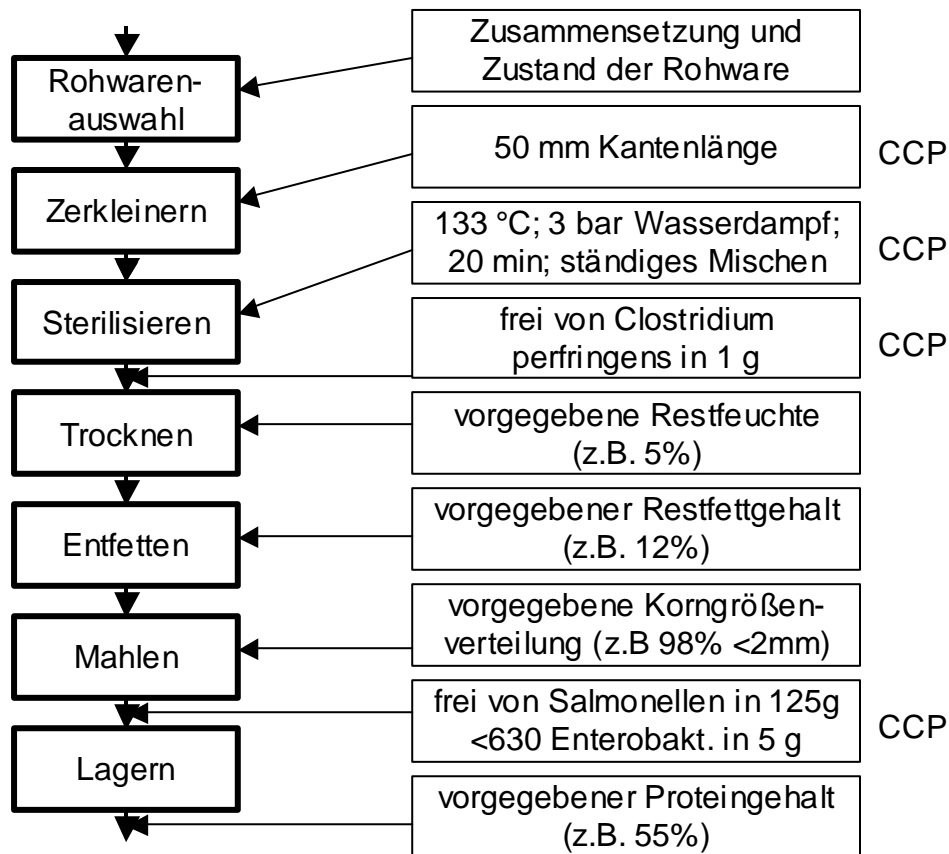 Zusammensetzung und
Zustand der Rohware
Rohwaren-
auswahl
50 mm Kantenlänge
CCP
Zerkleinern
133 °C; 3 bar Wasserdampf;
20 min; ständiges Mischen
CCP
Sterilisieren
frei von Clostridium
perfringens in 1 g
CCP
Trocknen
vorgegebene Restfeuchte
(z.B. 5%)
Entfetten
vorgegebener Restfettgehalt
(z.B. 12%)
Mahlen
vorgegebene Korngrößen-
verteilung (z.B 98% <2mm)
frei von Salmonellen in 125g
<630 Enterobakt. in 5 g
CCP
Lagern
vorgegebener Proteingehalt
(z.B. 55%)